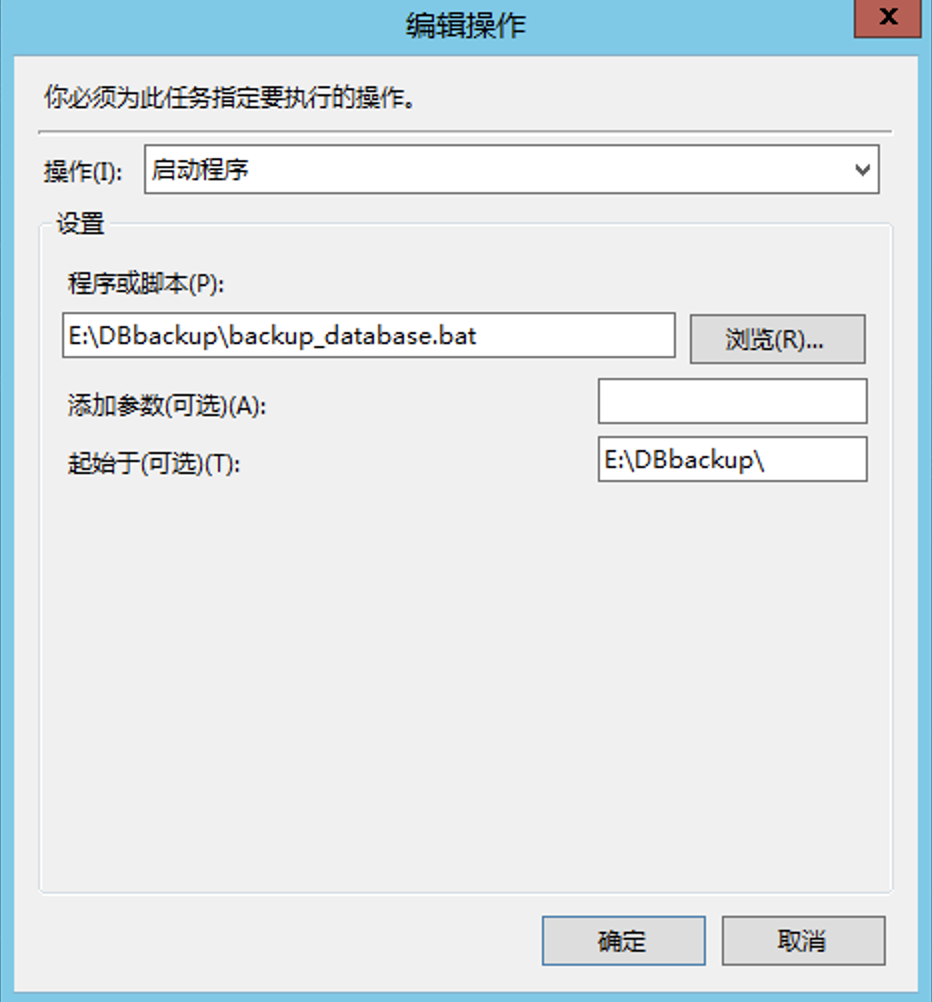 编辑操作
x
你必须为此任务指定要执行的操作。
操作(I): 启动程序
设置
程序或脚本(P):
E:\DBbackup\backup_database.bat 浏览(R)...
添加参数(可选)(A):
起始于(可选)(T): E:\DBbackup\
确定 取消